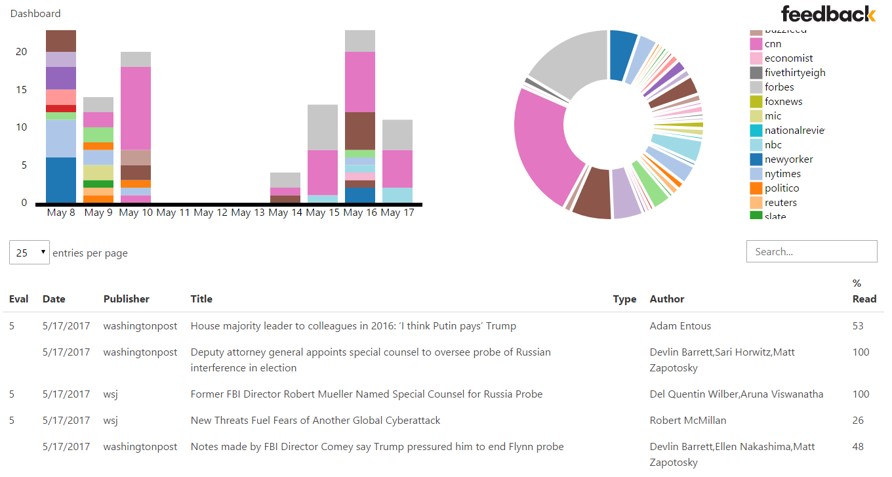 Dashboard
feedback
20
15
10
5
0
May 8 May 9 May 10 May 11 May 12 May 13 May 14 May 15 May 16 May 17
buzzfeed
cnn
economist
fivethirtyeigh
forbes
foxnews
mic
nationalrevie
nbc
newyorker
nytimes
politico
reuters
slate
25 entries per page
Search...
Eval Date Publisher Title Type Author % Read
5 5/17/2017 washingtonpost House majority leader to colleagues in 2016: ‘I think Putin pays’ Trump Adam Entous 53
5/17/2017 washingtonpost Deputy attorney general appoints special counsel to oversee probe of Russian Devlin Barrett,Sari Horwitz,Matt 100
interference in election Zapotosky
5 5/17/2017 wsj Former FBI Director Robert Mueller Named Special Counsel for Russia Probe Del Quentin Wilber,Aruna Viswanatha 100
5 5/17/2017 wsj New Threats Fuel Fears of Another Global Cyberattack Robert McMillan 26
5/17/2017 washingtonpost Notes made by FBI Director Comey say Trump pressured him to end Flynn probe Devlin Barrett,Ellen Nakashima,Matt 48
Zapotosky